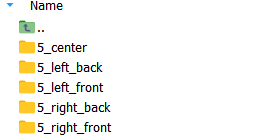 Name
..
5_center
5_left_back
5_left_front
5_right_back
5_right_front